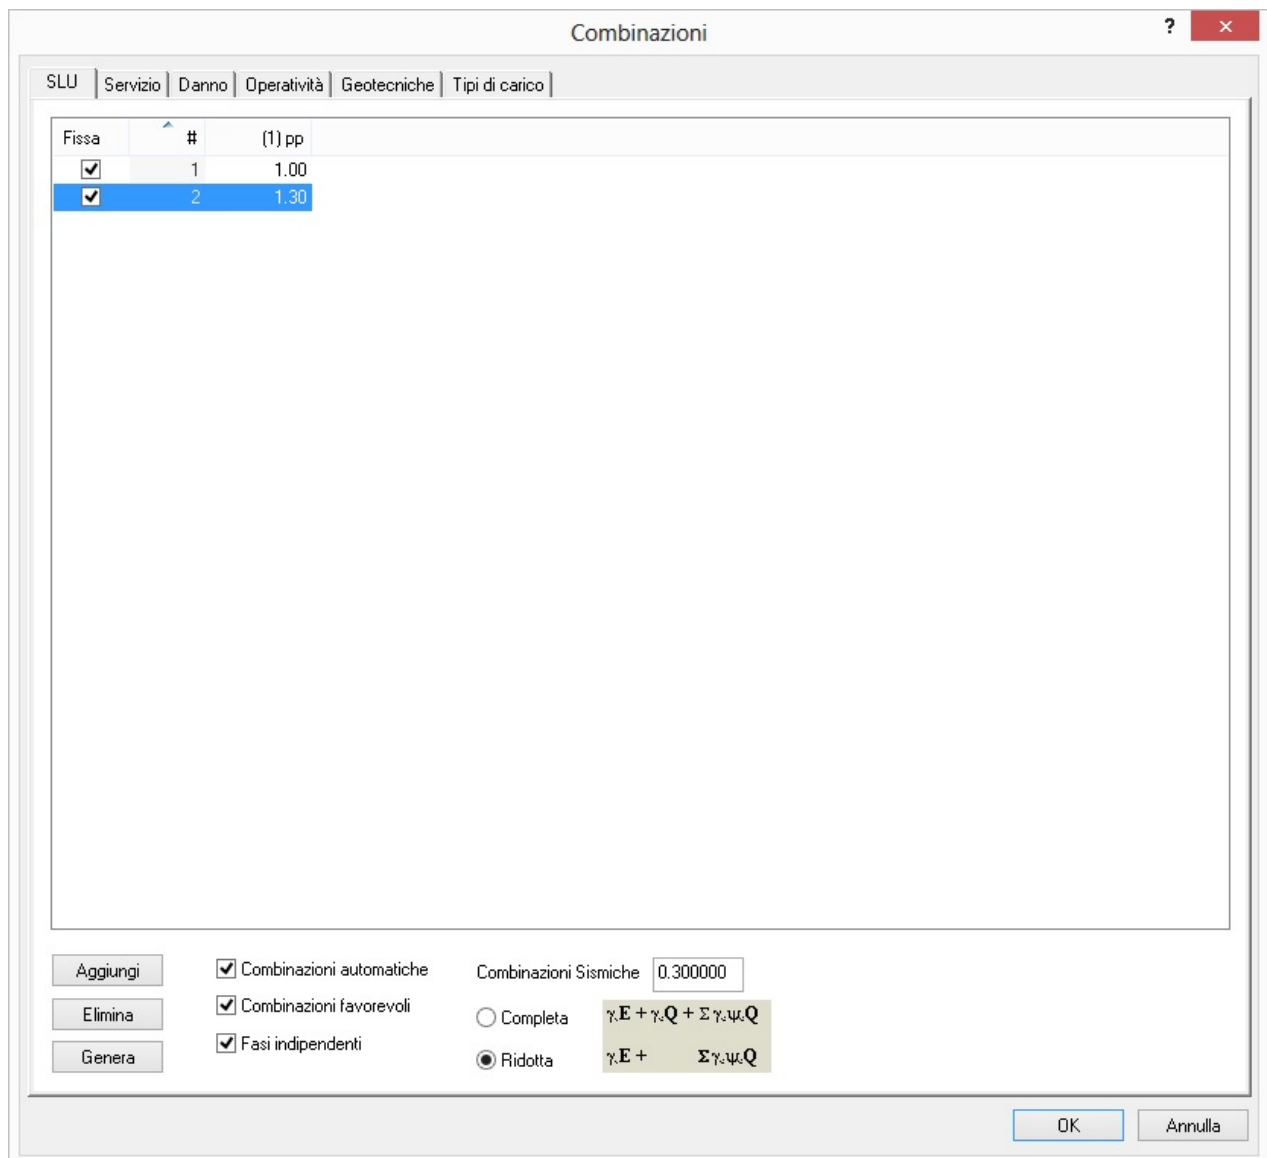 Combinazioni
?
SLU Servizio Danno Operatività Geotecniche Tipi di carico
Fissa # (1) pp
1 1.00
2 1.30
Aggiungi
Elimina
Genera
Combinazioni automatiche
Combinazioni favorevoli
Fasi indipendenti
Combinazioni Sismiche 0.300000
Completa
Ridotta
E + Q + Σ Q
E + Σ Q
OK Annulla